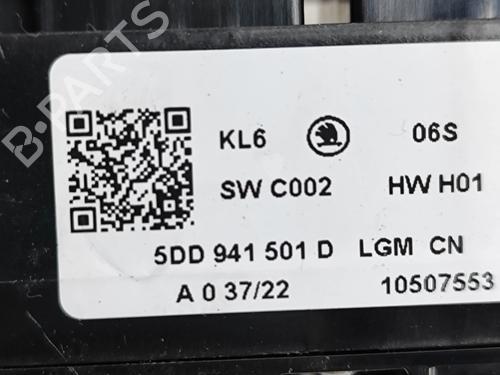 B-PARTS
KL6 06S
SW C002 HW H01
5DD 941 501 D LGM CN
A 0 37/22 10507553